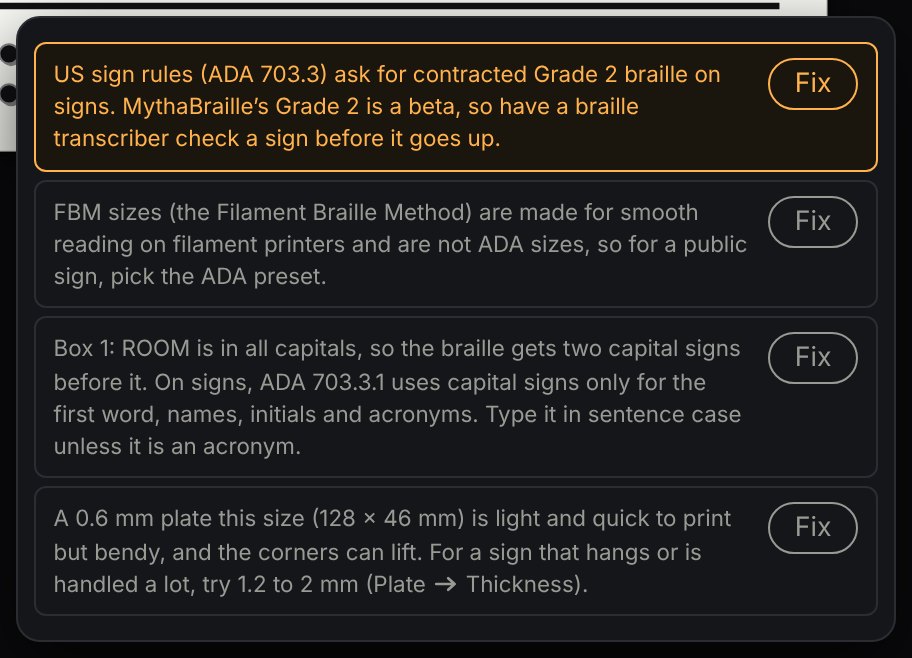 US sign rules (ADA 703.3) ask for contracted Grade 2 braille on
signs. MythaBraille’s Grade 2 is a beta, so have a braille
transcriber check a sign before it goes up.
Fix
FBM sizes (the Filament Braille Method) are made for smooth
reading on filament printers and are not ADA sizes, so for a public
sign, pick the ADA preset.
Fix
Box 1: ROOM is in all capitals, so the braille gets two capital signs
before it. On signs, ADA 703.3.1 uses capital signs only for the
first word, names, initials and acronyms. Type it in sentence case
unless it is an acronym.
Fix
A 0.6 mm plate this size (128 × 46 mm) is light and quick to print
but bendy, and the corners can lift. For a sign that hangs or is
handled a lot, try 1.2 to 2 mm (Plate → Thickness).
Fix